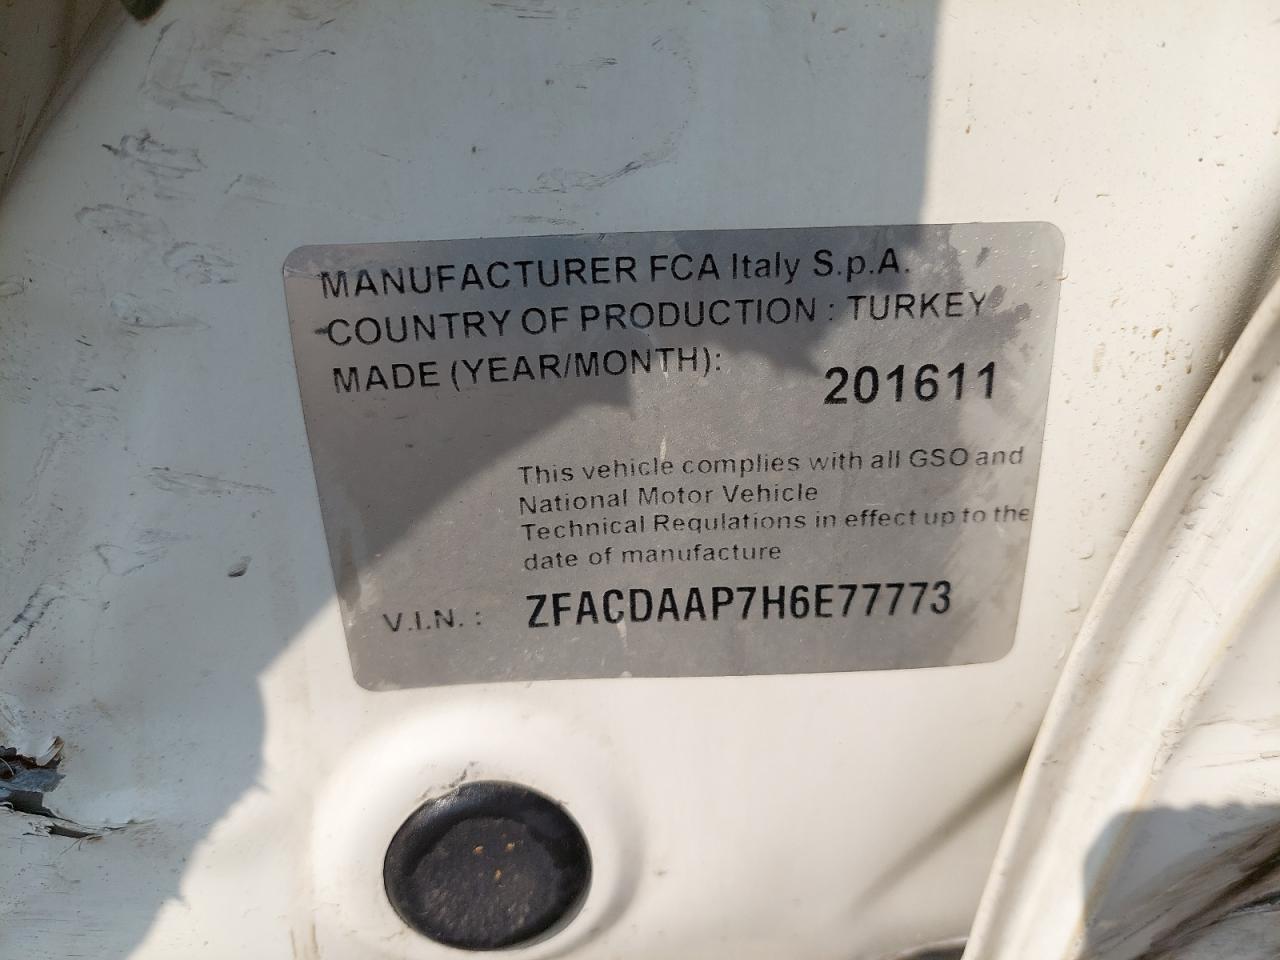 MANUFACTURER FCA Italy S.p.A.
COUNTRY OF PRODUCTION : TURKEY
MADE (YEAR/MONTH):
201611
This vehicle complies with all GSO and
National Motor Vehicle
Technical Requlations in effect up to the
date of manufacture
V.I.N. : ZFACDAAP7H6E77773